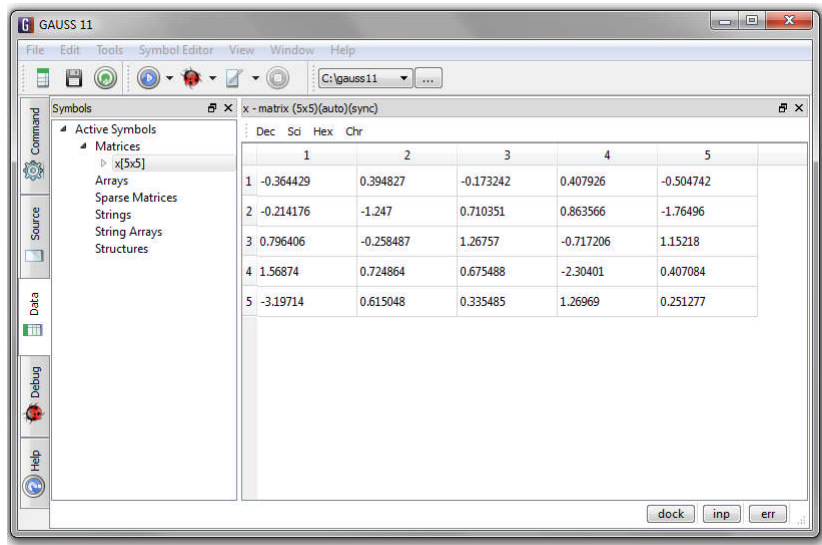 GAUSS 11
File Edit Tools Symbol Editor View Window Help
C:\gauss11 ...
Command
Source
Data
Debug
Help
Symbols
Active Symbols
Matrices
x[5x5]
Arrays
Sparse Matrices
Strings
String Arrays
Structures
x - matrix (5x5)(auto)(sync)
Dec Sci Hex Chr
1 2 3 4 5
1 -0.364429 0.394827 -0.173242 0.407926 -0.504742
2 -0.214176 -1.247 0.710351 0.863566 -1.76496
3 0.796406 -0.258487 1.26757 -0.717206 1.15218
4 1.56874 0.724864 0.675488 -2.30401 0.407084
5 -3.19714 0.615048 0.335485 1.26969 0.251277
dock inp err